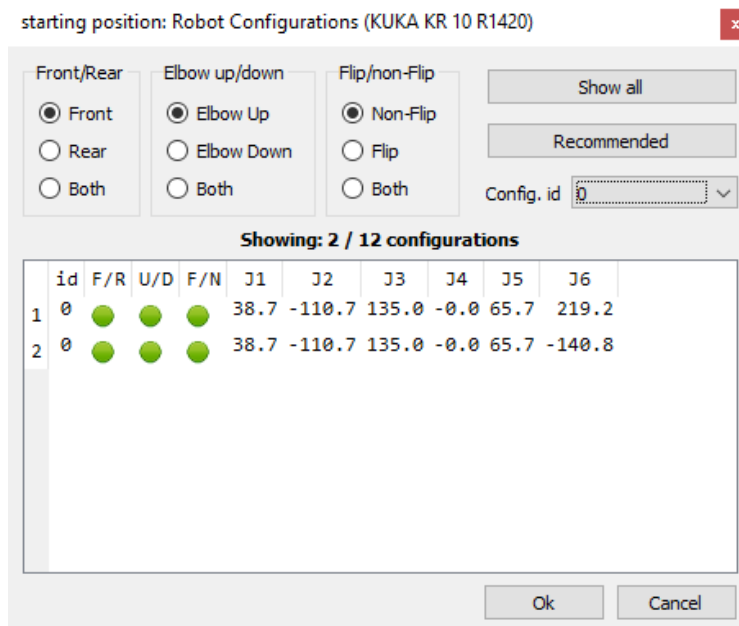 starting position: Robot Configurations (KUKA KR 10 R1420)
x
Front/Rear Elbow up/down Flip/non-Flip
Show all
Front Elbow Up Non-Flip
Recommended
Rear Elbow Down Flip
Both Both Both
Config. id 0
Showing: 2 / 12 configurations
id F/R U/D F/N J1 J2 J3 J4 J5 J6
1 0 38.7 -110.7 135.0 -0.0 65.7 219.2
2 0 38.7 -110.7 135.0 -0.0 65.7 -140.8
Ok Cancel